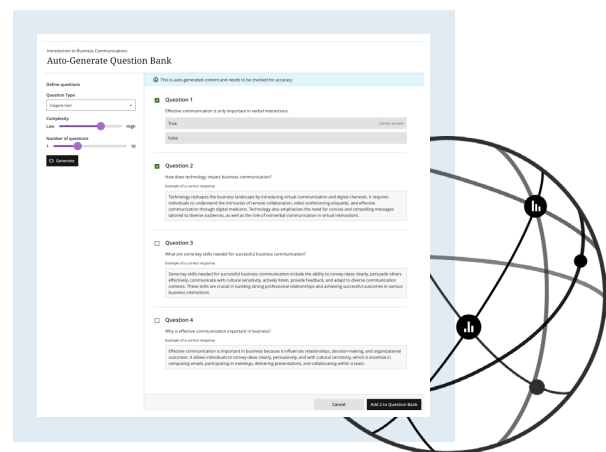 Introduction to Business Communications
Auto-Generate Question Bank
Define questions
Question Type
Inspire me!
Complexity
Low
High
Number of questions
1
10
Generate
This is auto-generated content and needs to be checked for accuracy
Question 1
Effective communication is only important in verbal interactions.
True
Correct answer
False
Question 2
How does technology impact business communication?
Example of a correct response
Technology reshapes the business landscape by introducing virtual communication and digital channels. It requires
individuals to understand the intricacies of remote collaboration, video conferencing etiquette, and effective
communication through digital mediums. Technology also emphasizes the need for concise and compelling messages
tailored to diverse audiences, as well as the role of nonverbal communication in virtual interactions.
Question 3
What are some key skills needed for successful business communication?
Example of a correct response
Some key skills needed for successful business communication include the ability to convey ideas clearly, persuade others
effectively, communicate with cultural sensitivity, actively listen, provide feedback, and adapt to diverse communication
contexts. These skills are crucial in building strong professional relationships and achieving successful outcomes in various
business interactions.
Question 4
Why is effective communication important in business?
Example of a correct response
Effective communication is important in business because it influences relationships, decision-making, and organizational
outcomes. It allows individuals to convey ideas clearly, persuasively, and with cultural sensitivity, which is essential in
composing emails, participating in meetings, delivering presentations, and collaborating within a team.
Cancel
Add 2 to Question Bank